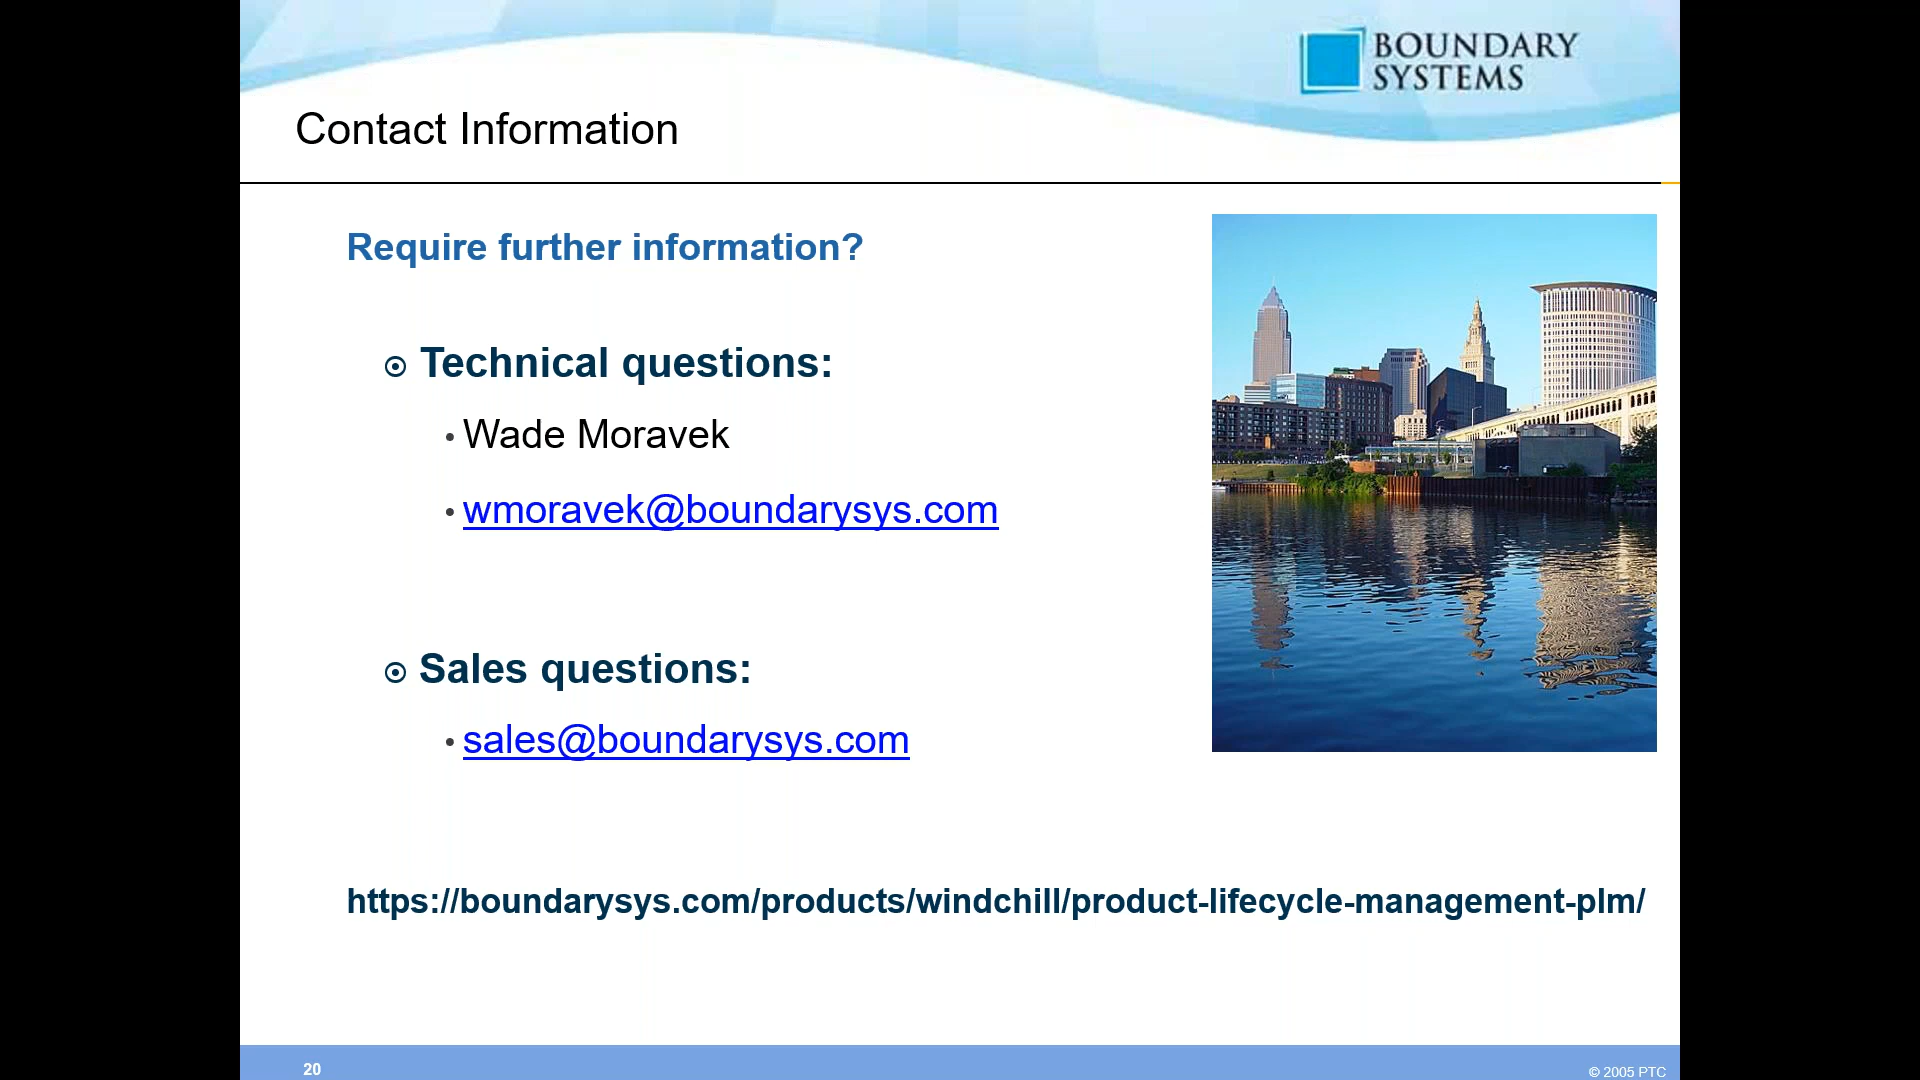 BOUNDARY
SYSTEMS
Contact Information
Require further information?
Technical questions:
Wade Moravek
wmoravek@boundarysys.com
Sales questions:
sales@boundarysys.com
https://boundarysys.com/products/windchill/product-lifecycle-management-plm/
20
© 2005 PTC